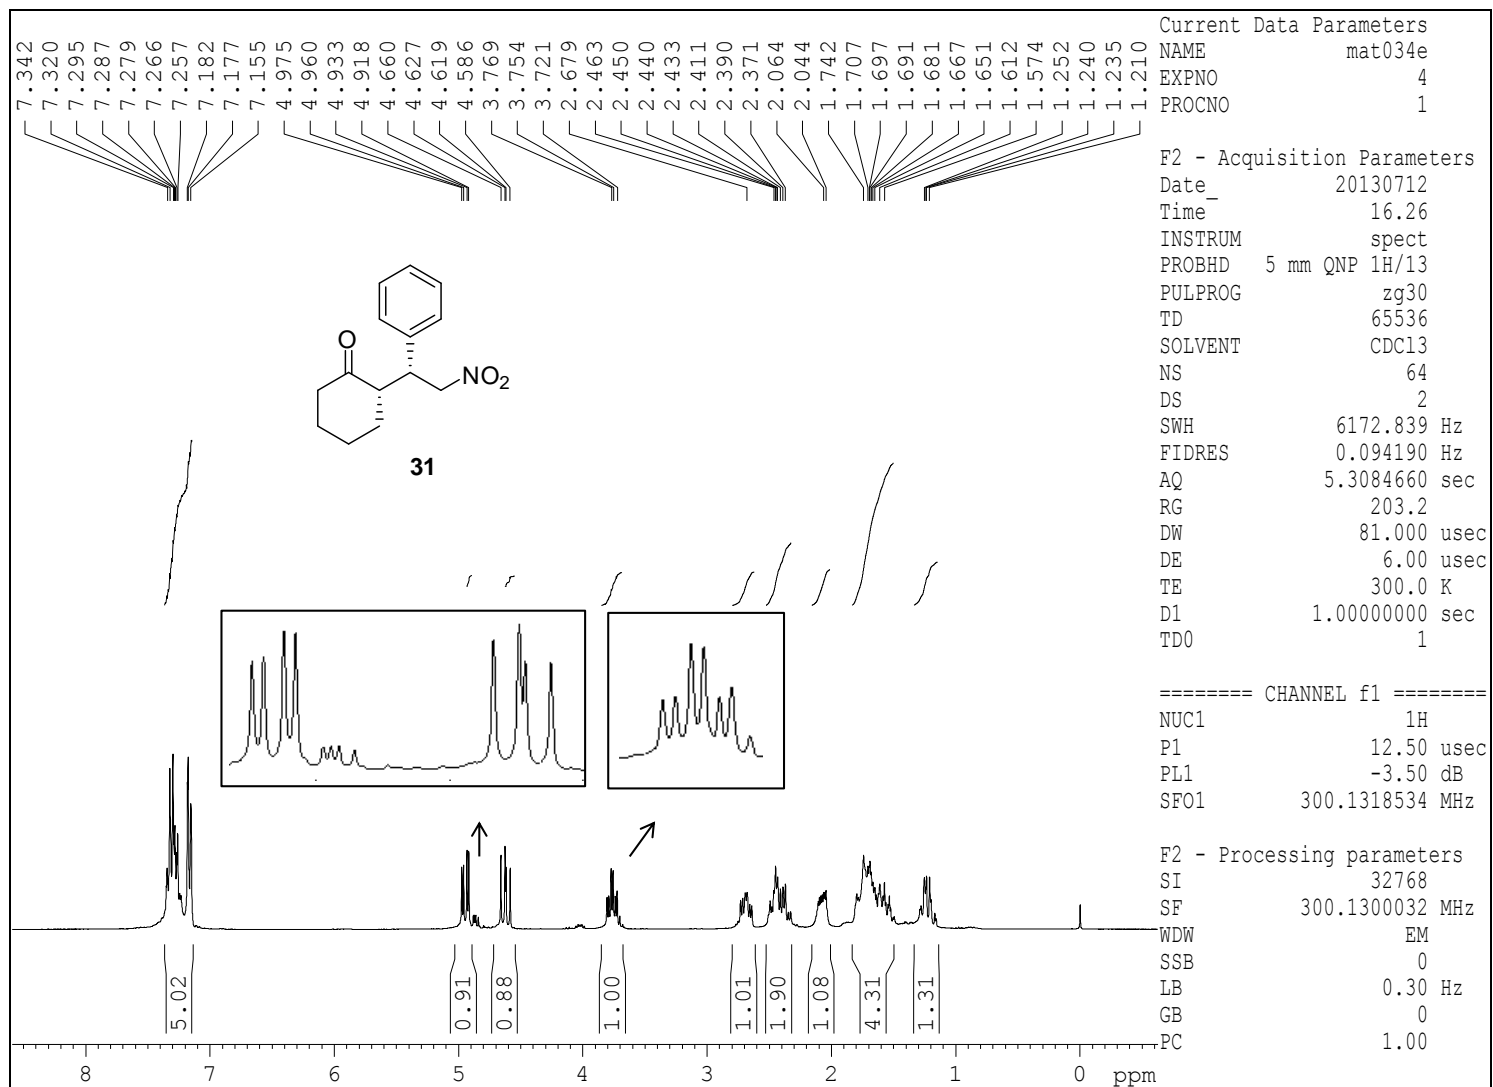 7.342
7.320
7.295
7.287
7.279
7.266
7.257
7.182
7.177
7.155
4.975
4.960
4.933
4.918
4.660
4.627
4.619
4.586
3.769
3.754
3.721
2.679
2.463
2.450
2.440
2.433
2.411
2.390
2.371
2.064
2.044
1.742
1.707
1.697
1.691
1.681
1.667
1.651
1.612
1.574
1.252
1.240
1.235
1.210
O
NO2
31
5.02
0.91
0.88
1.00
1.01
1.90
1.08
4.31
1.31
8 7 6 5 4 3 2 1 0 ppm
Current Data Parameters
NAME mat034e
EXPNO 4
PROCNO 1
F2 - Acquisition Parameters
Date_ 20130712
Time 16.26
INSTRUM spect
PROBHD 5 mm QNP 1H/13
PULPROG zg30
TD 65536
SOLVENT CDCl3
NS 64
DS 2
SWH 6172.839 Hz
FIDRES 0.094190 Hz
AQ 5.3084660 sec
RG 203.2
DW 81.000 usec
DE 6.00 usec
TE 300.0 K
D1 1.00000000 sec
TD0 1
======== CHANNEL f1 ========
NUC1 1H
P1 12.50 usec
PL1 -3.50 dB
SFO1 300.1318534 MHz
F2 - Processing parameters
SI 32768
SF 300.1300032 MHz
WDW EM
SSB 0
LB 0.30 Hz
GB 0
PC 1.00